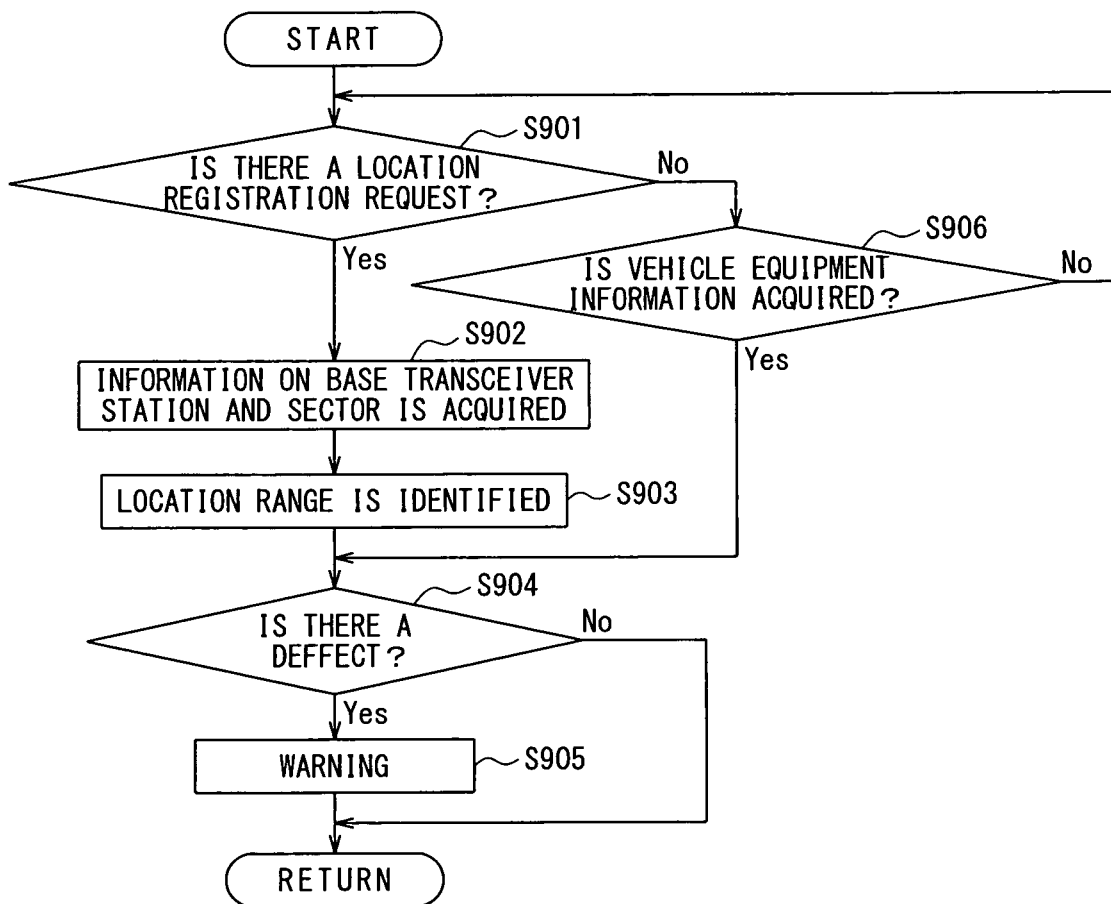 START
S901
IS THERE A LOCATION
REGISTRATION REQUEST?
No
Yes
S906
IS VEHICLE EQUIPMENT
INFORMATION ACQUIRED?
No
Yes
S902
INFORMATION ON BASE TRANSCEIVER
STATION AND SECTOR IS ACQUIRED
LOCATION RANGE IS IDENTIFIED
S903
S904
IS THERE A
DEFFECT?
No
Yes
WARNING
S905
RETURN